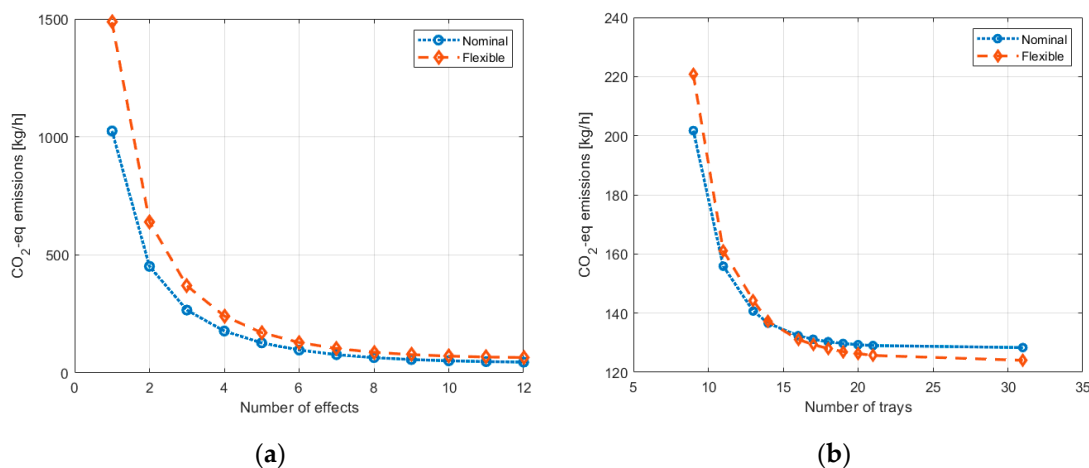 1500
1000
500
0
0
2
4
6
8
10
12
CO2-eq emissions [kg/h]
Number of effects
Nominal
Flexible
(a)
240
220
200
180
160
140
120
5
10
15
20
25
30
35
CO2-eq emissions [kg/h]
Number of trays
Nominal
Flexible
(b)